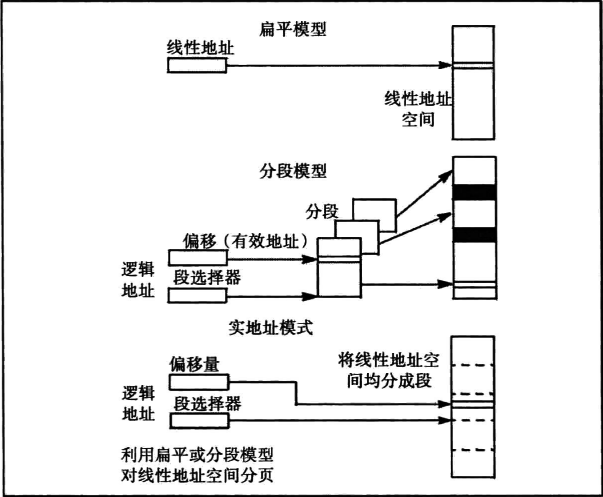 扁平模型
线性地址
线性地址
空间
分段模型
分段
偏移（有效地址）
逻辑
地址
段选择器
实地址模式
偏移量
将线性地址空
间均分成段
逻辑
地址
段选择器
利用扁平或分段模型
对线性地址空间分页